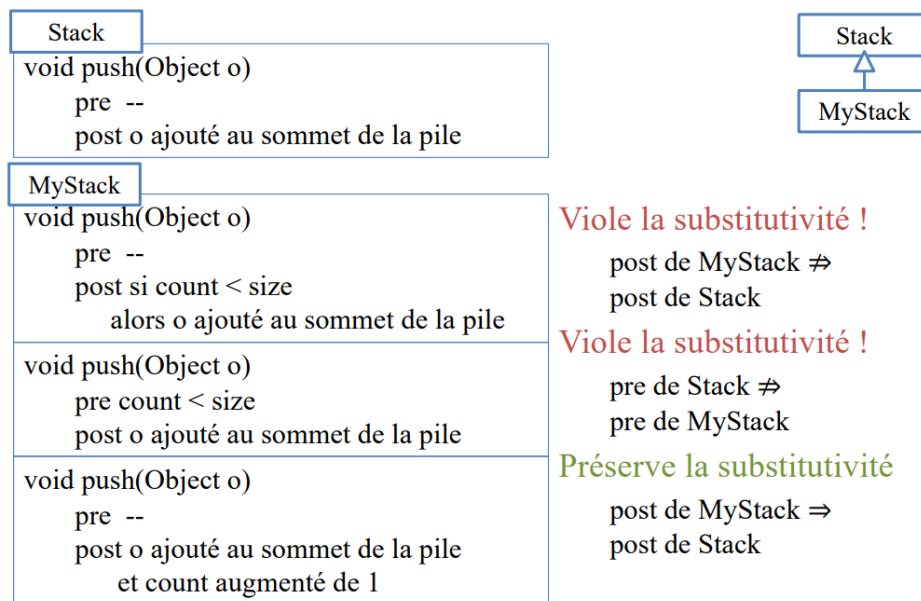 Stack
void push(Object o)
pre --
post o ajouté au sommet de la pile
Stack
MyStack
MyStack
void push(Object o)
pre --
post si count < size
alors o ajouté au sommet de la pile
Viole la substitutivité !
post de MyStack ⇏
post de Stack
void push(Object o)
pre count < size
post o ajouté au sommet de la pile
Viole la substitutivité !
pre de Stack ⇏
pre de MyStack
void push(Object o)
pre --
post o ajouté au sommet de la pile
et count augmenté de 1
Préserve la substitutivité
post de MyStack ⇒
post de Stack